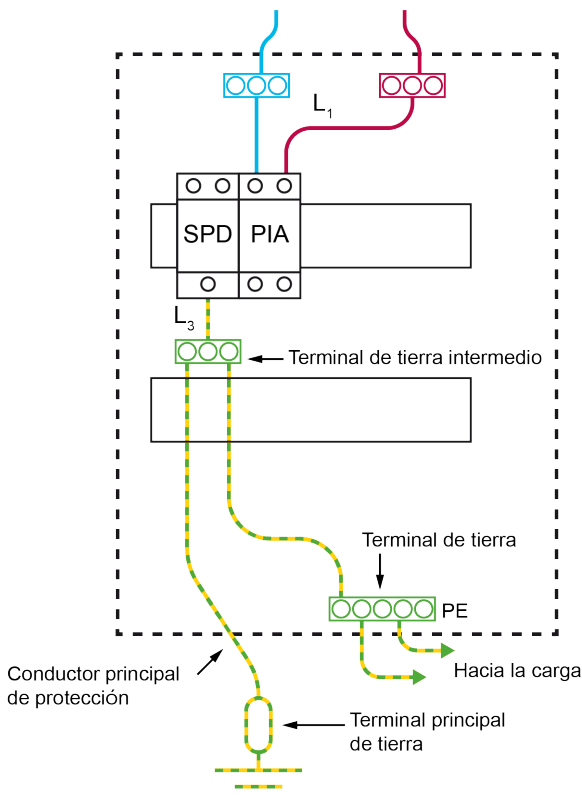 L1
SPD PIA
L3
Terminal de tierra intermedio
Terminal de tierra
PE
Hacia la carga
Conductor principal
de protección
Terminal principal
de tierra